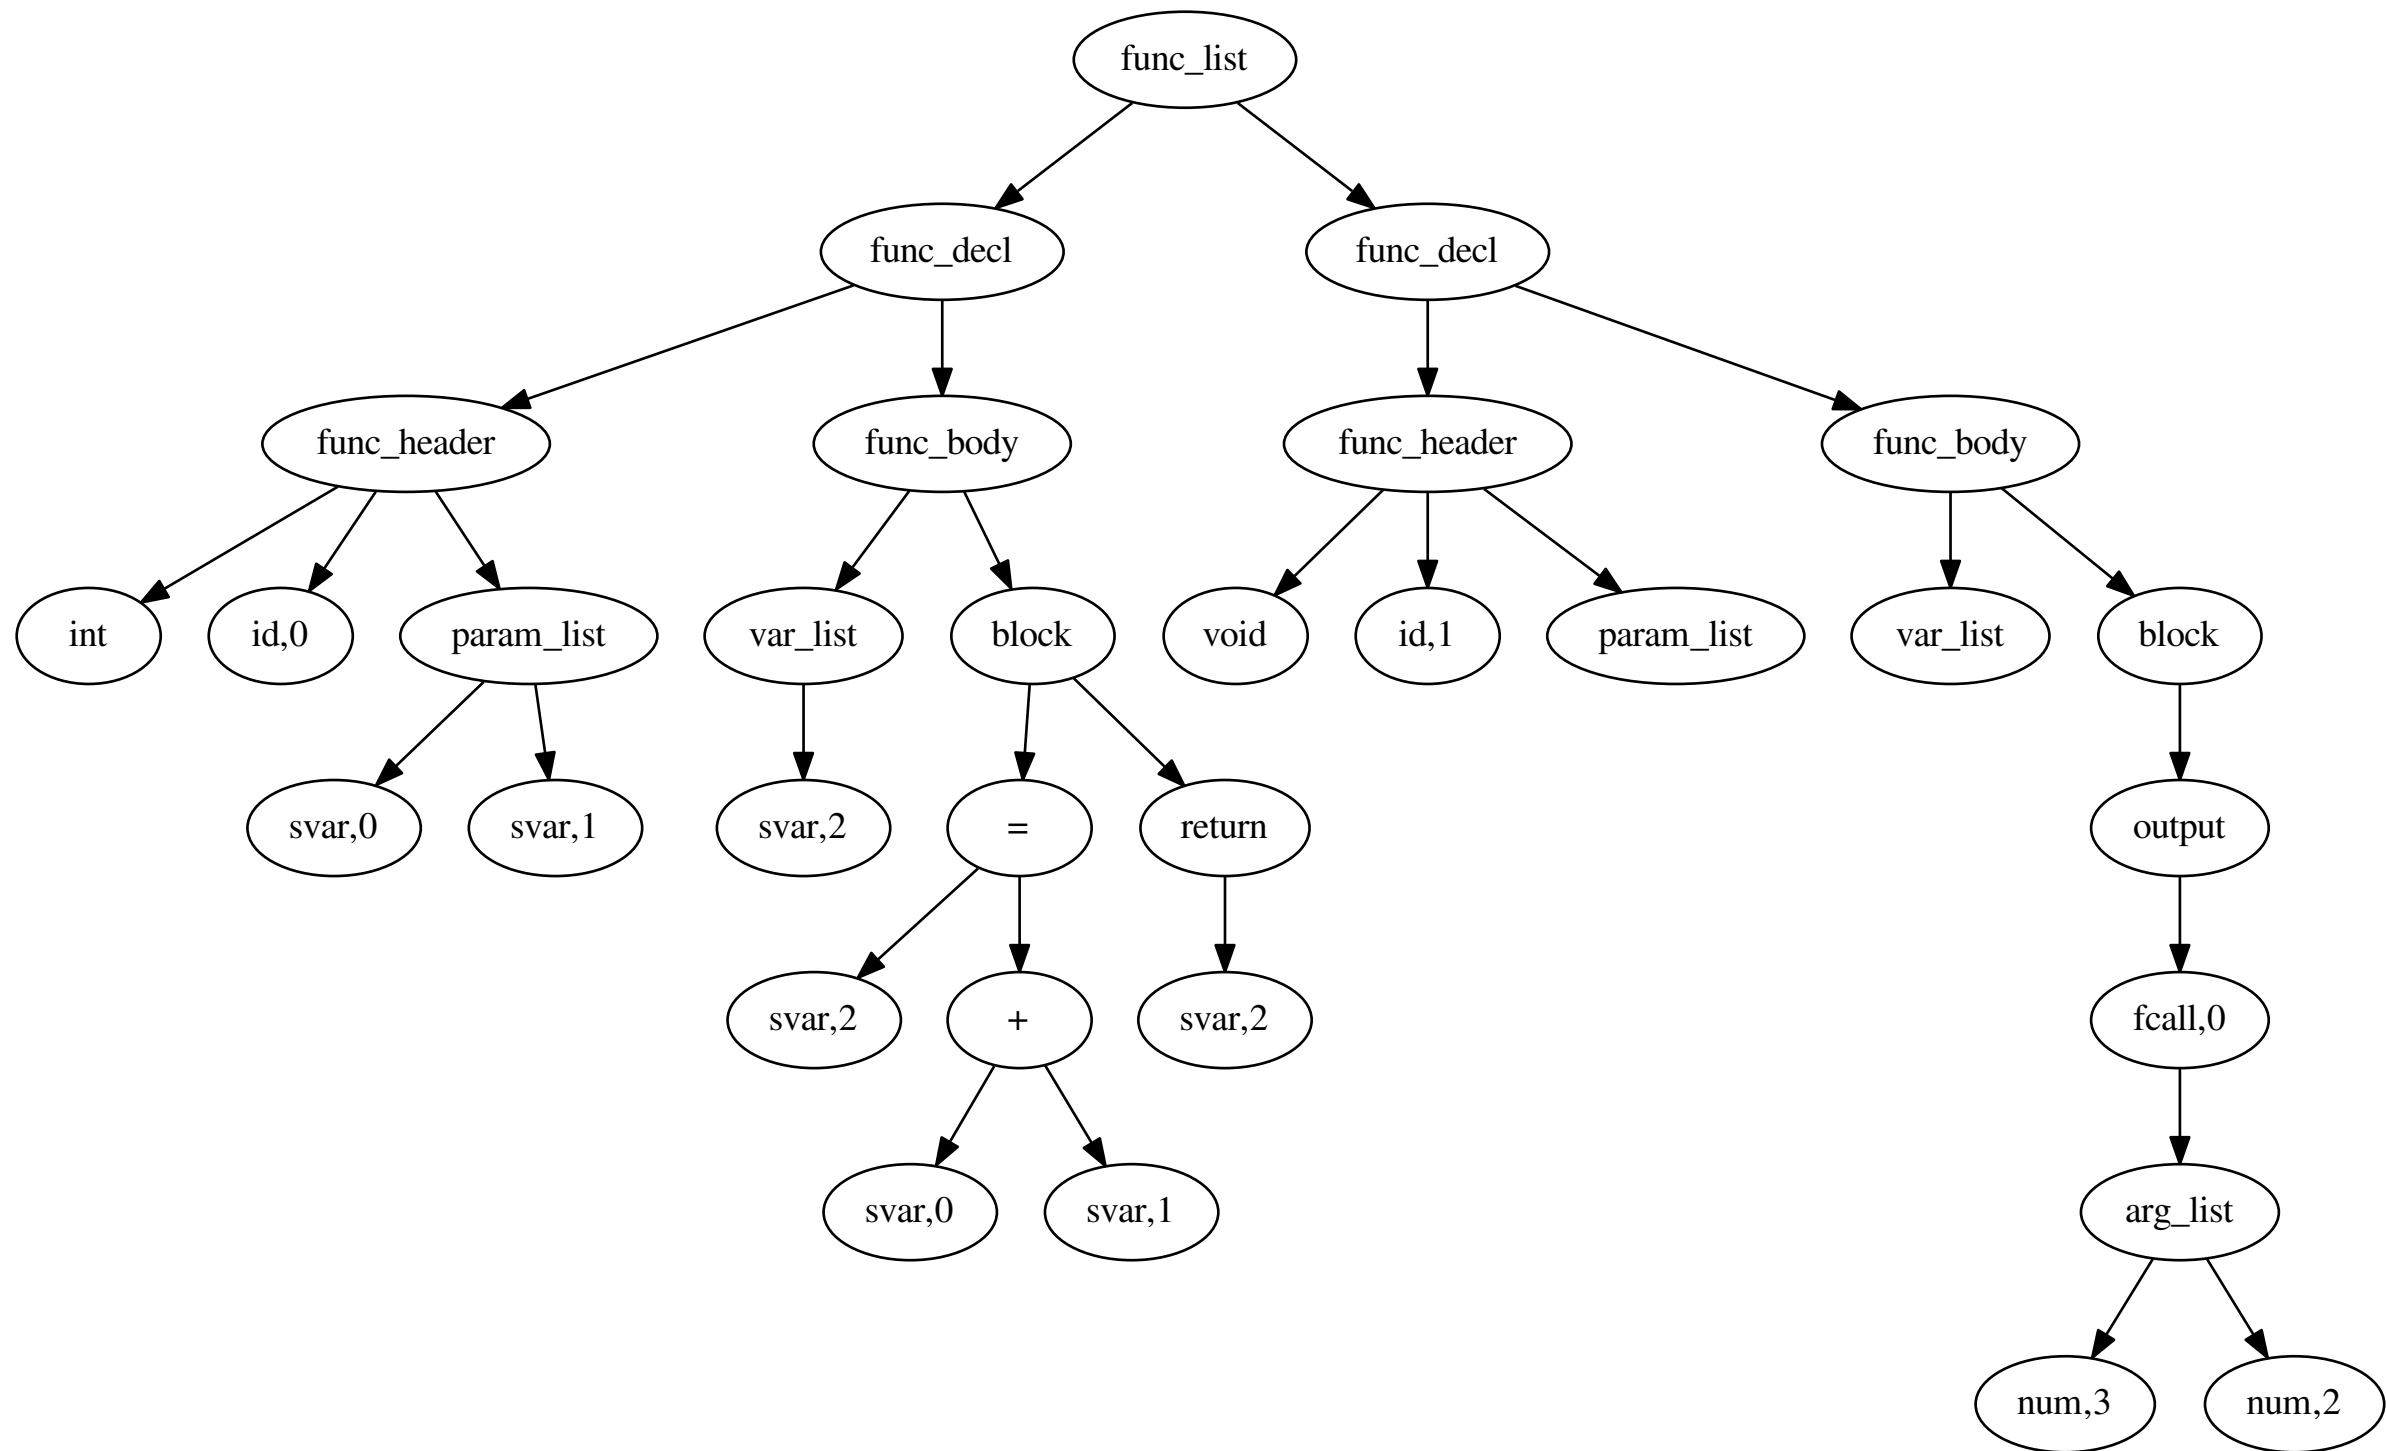 func_list
func_decl
func_decl
func_header
func_body
func_header
func_body
int
id,0
param_list
var_list
block
void
id,1
param_list
var_list
block
svar,0
svar,1
svar,2
=
return
output
svar,2
+
svar,2
fcall,0
svar,0
svar,1
arg_list
num,3
num,2